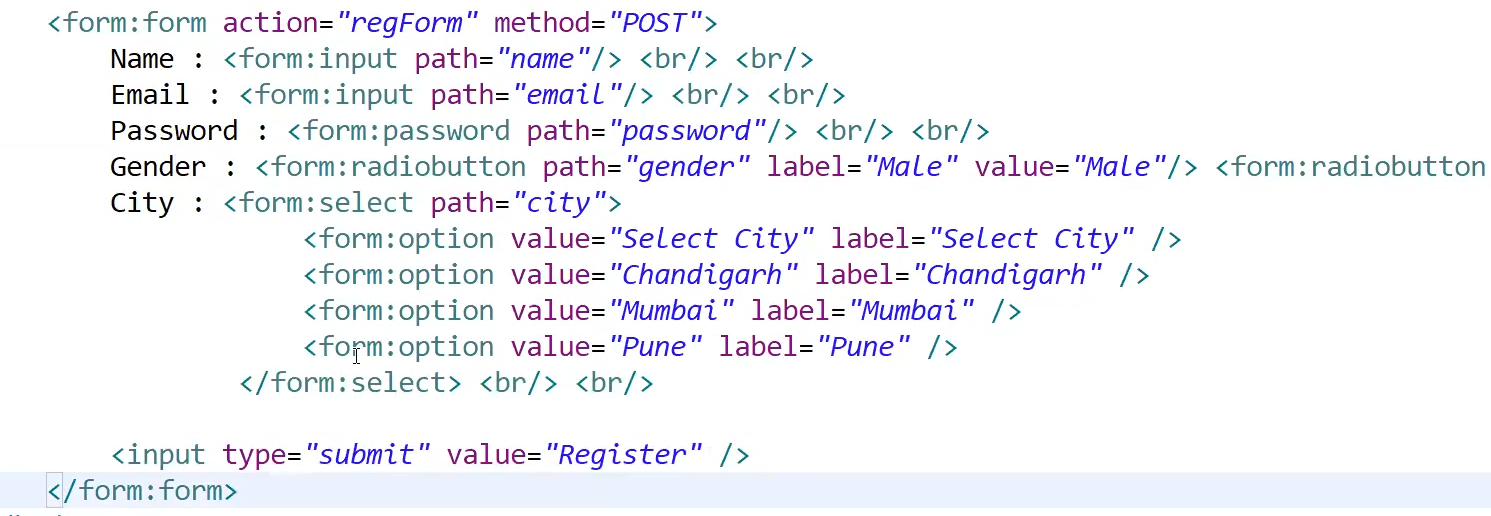 <form:form action="regForm" method="POST">
Name : <form:input path="name"/> <br/> <br/>
Email : <form:input path="email"/> <br/> <br/>
Password : <form:password path="password"/> <br/> <br/>
Gender : <form:radiobutton path="gender" label="Male" value="Male"/> <form:radiobutton
City : <form:select path="city">
<form:option value="Select City" label="Select City" />
<form:option value="Chandigarh" label="Chandigarh" />
<form:option value="Mumbai" label="Mumbai" />
<form:option value="Pune" label="Pune" />
</form:select> <br/> <br/>
<input type="submit" value="Register" />
</form:form>